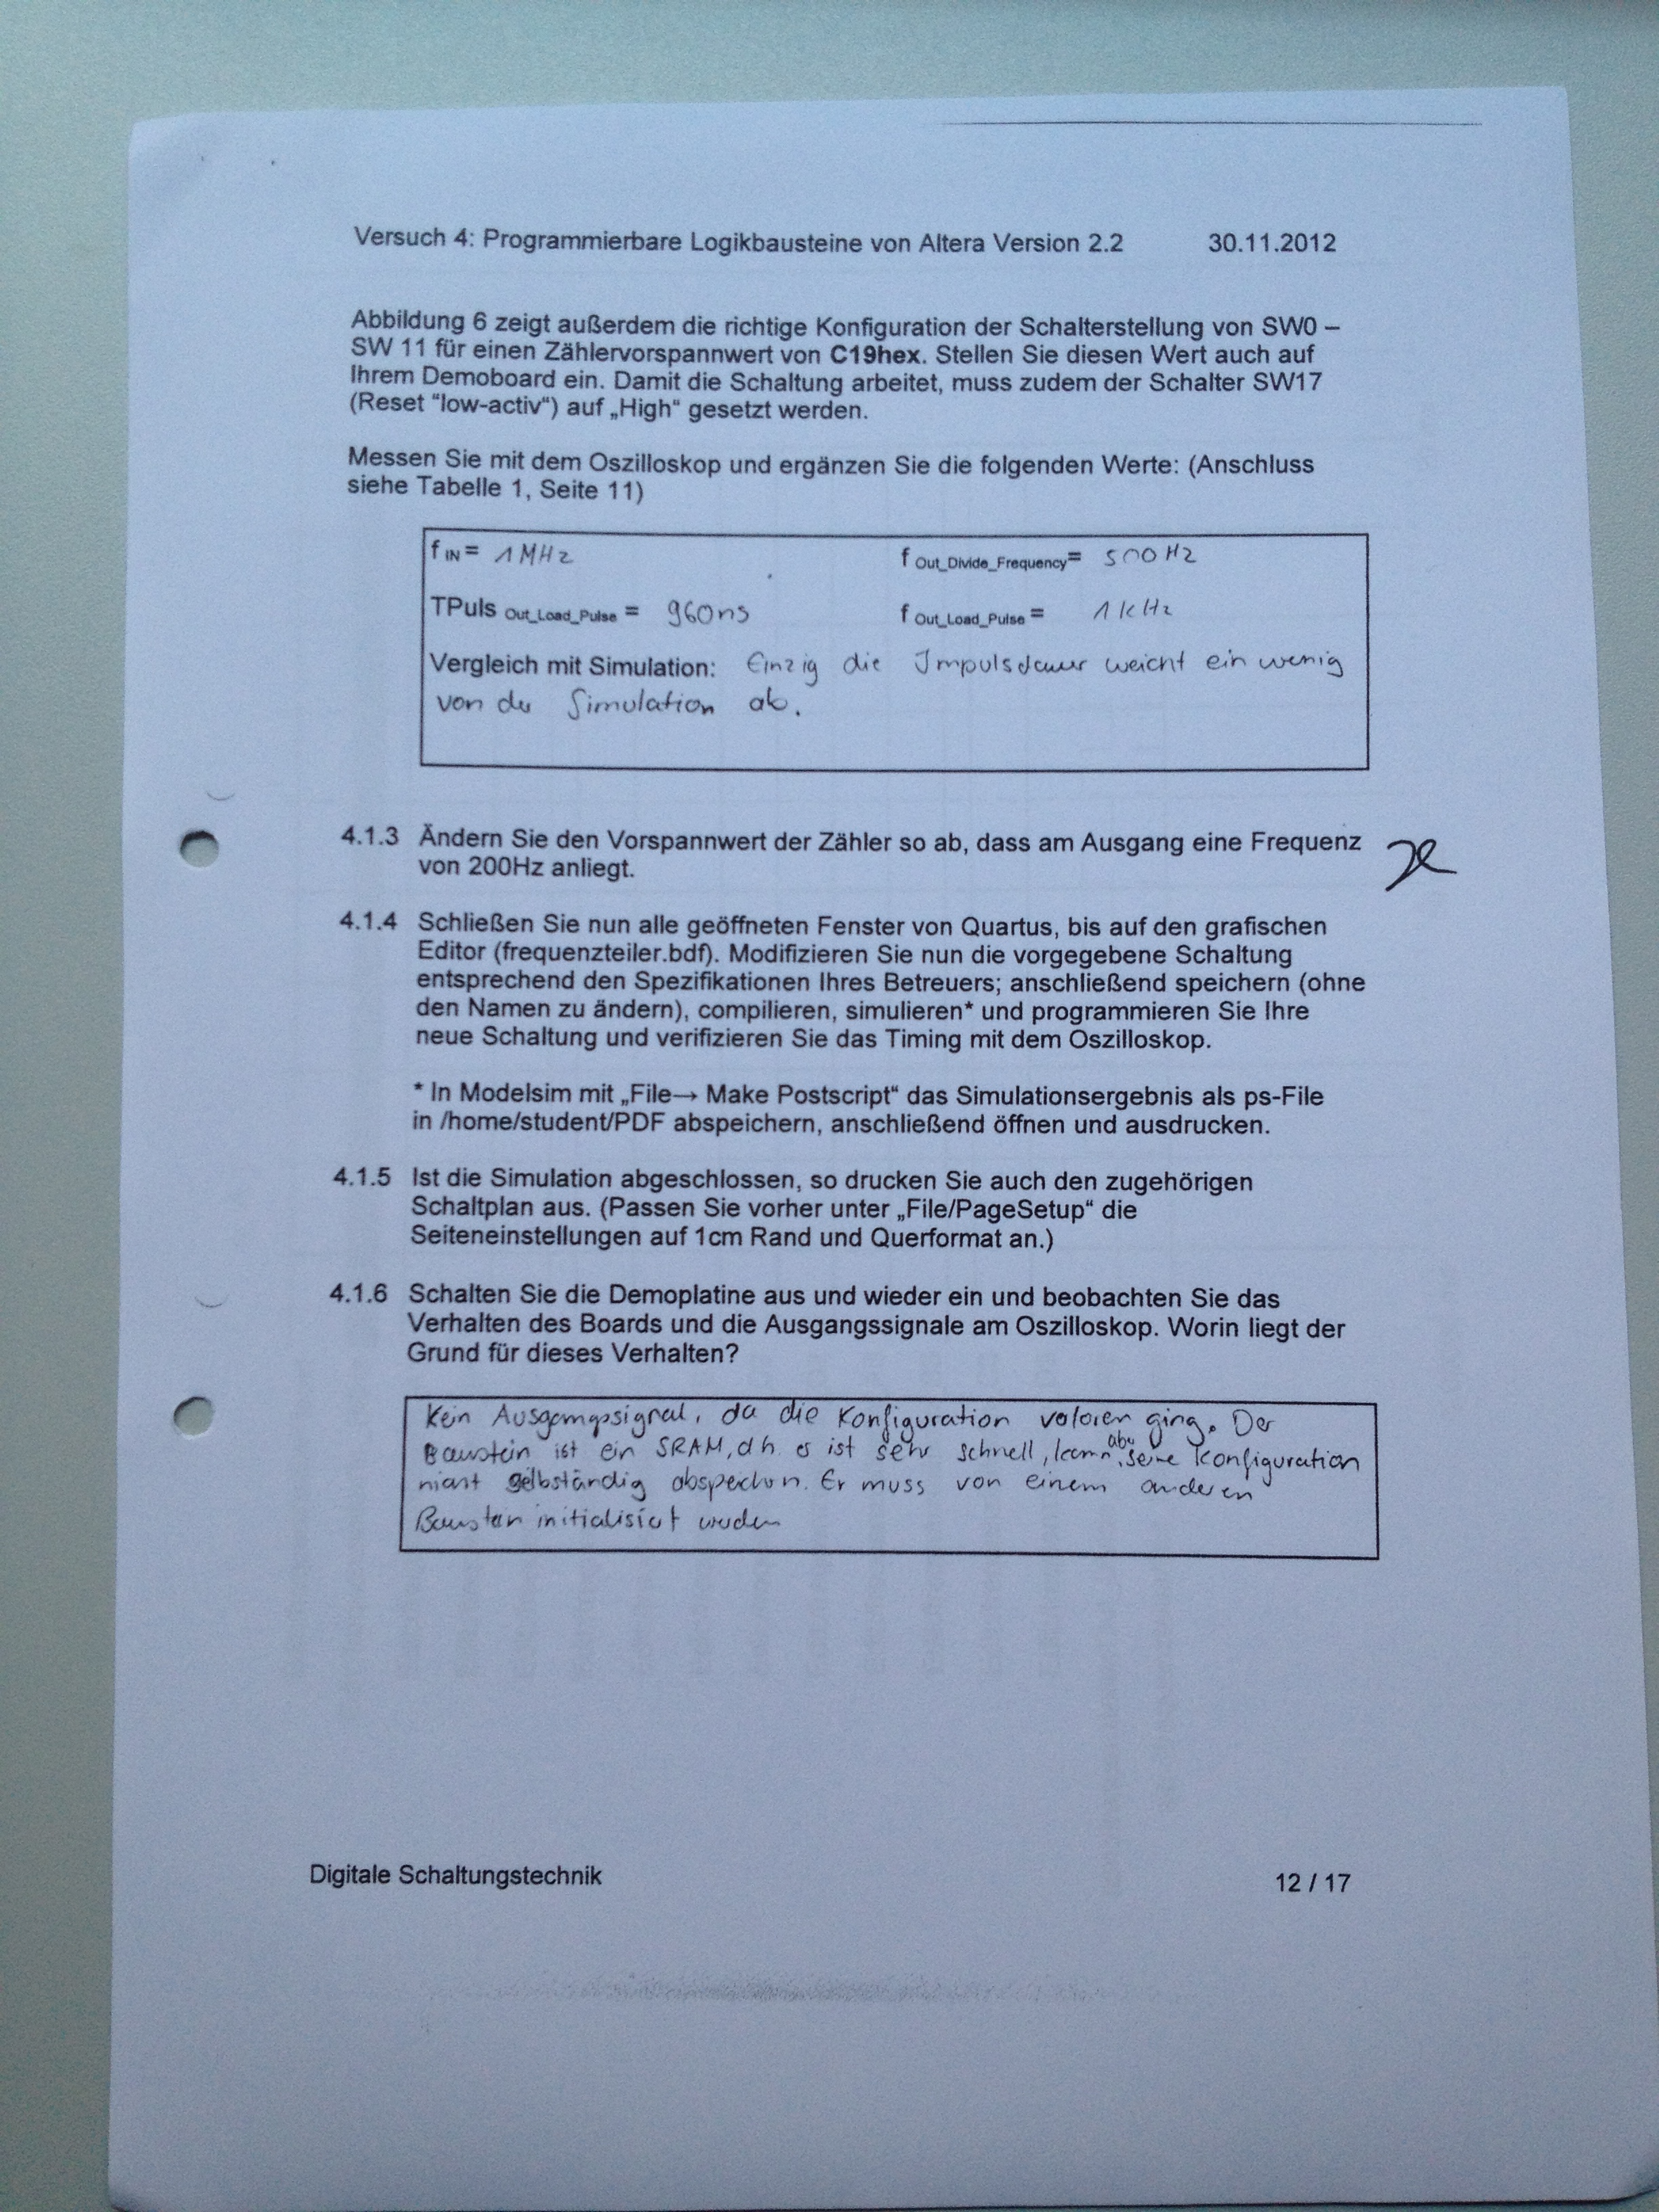 Versuch 4: Programmierbare Logikbausteine von Altera Version 2.2 30.11.2012
Abbildung 6 zeigt außerdem die richtige Konfiguration der Schalterstellung von SW0 –
SW 11 für einen Zählervorspannwert von C19hex. Stellen Sie diesen Wert auch auf
Ihrem Demoboard ein. Damit die Schaltung arbeitet, muss zudem der Schalter SW17
(Reset "low-activ") auf „High“ gesetzt werden.
Messen Sie mit dem Oszilloskop und ergänzen Sie die folgenden Werte: (Anschluss
siehe Tabelle 1, Seite 11)
f IN = 1 MHz f Out_Divide_Frequency= 500 Hz
TPuls Out_Load_Pulse = 960ns f Out_Load_Pulse = 1 kHz
Vergleich mit Simulation: Einzig die Impulsdauer weicht ein wenig
von der Simulation ab.
4.1.3 Ändern Sie den Vorspannwert der Zähler so ab, dass am Ausgang eine Frequenz
von 200Hz anliegt.
4.1.4 Schließen Sie nun alle geöffneten Fenster von Quartus, bis auf den grafischen
Editor (frequenzteiler.bdf). Modifizieren Sie nun die vorgegebene Schaltung
entsprechend den Spezifikationen Ihres Betreuers; anschließend speichern (ohne
den Namen zu ändern), compilieren, simulieren* und programmieren Sie Ihre
neue Schaltung und verifizieren Sie das Timing mit dem Oszilloskop.
* In Modelsim mit „File→ Make Postscript“ das Simulationsergebnis als ps-File
in /home/student/PDF abspeichern, anschließend öffnen und ausdrucken.
4.1.5 Ist die Simulation abgeschlossen, so drucken Sie auch den zugehörigen
Schaltplan aus. (Passen Sie vorher unter „File/PageSetup“ die
Seiteneinstellungen auf 1cm Rand und Querformat an.)
4.1.6 Schalten Sie die Demoplatine aus und wieder ein und beobachten Sie das
Verhalten des Boards und die Ausgangssignale am Oszilloskop. Worin liegt der
Grund für dieses Verhalten?
Kein Ausgangssignal, da die Konfiguration verloren ging. Der
Baustein ist ein SRAM, d.h. es ist sehr schnell, kann aber seine Konfiguration
nicht selbständig abspeichern. Er muss von einem anderen
Baustein initialisiert werden
Digitale Schaltungstechnik 12 / 17